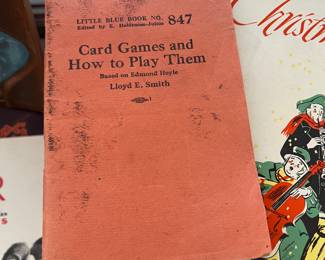 LITTLE BLUE BOOK NO. 847
Edited by E. Haldeman-Julius
Card Games and
How to Play Them
Based on Edmond Hoyle
Lloyd E. Smith
Christm
R
S